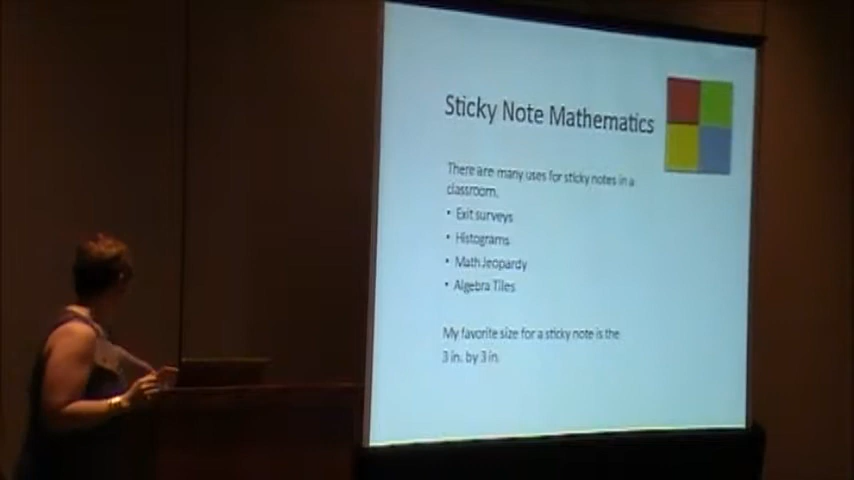 Sticky Note Mathematics
There are many uses for sticky notes in a
classroom.
• Exit surveys
• Histograms
• Math Jeopardy
• Algebra Tiles
My favorite size for a sticky note is the
3 in. by 3 in.